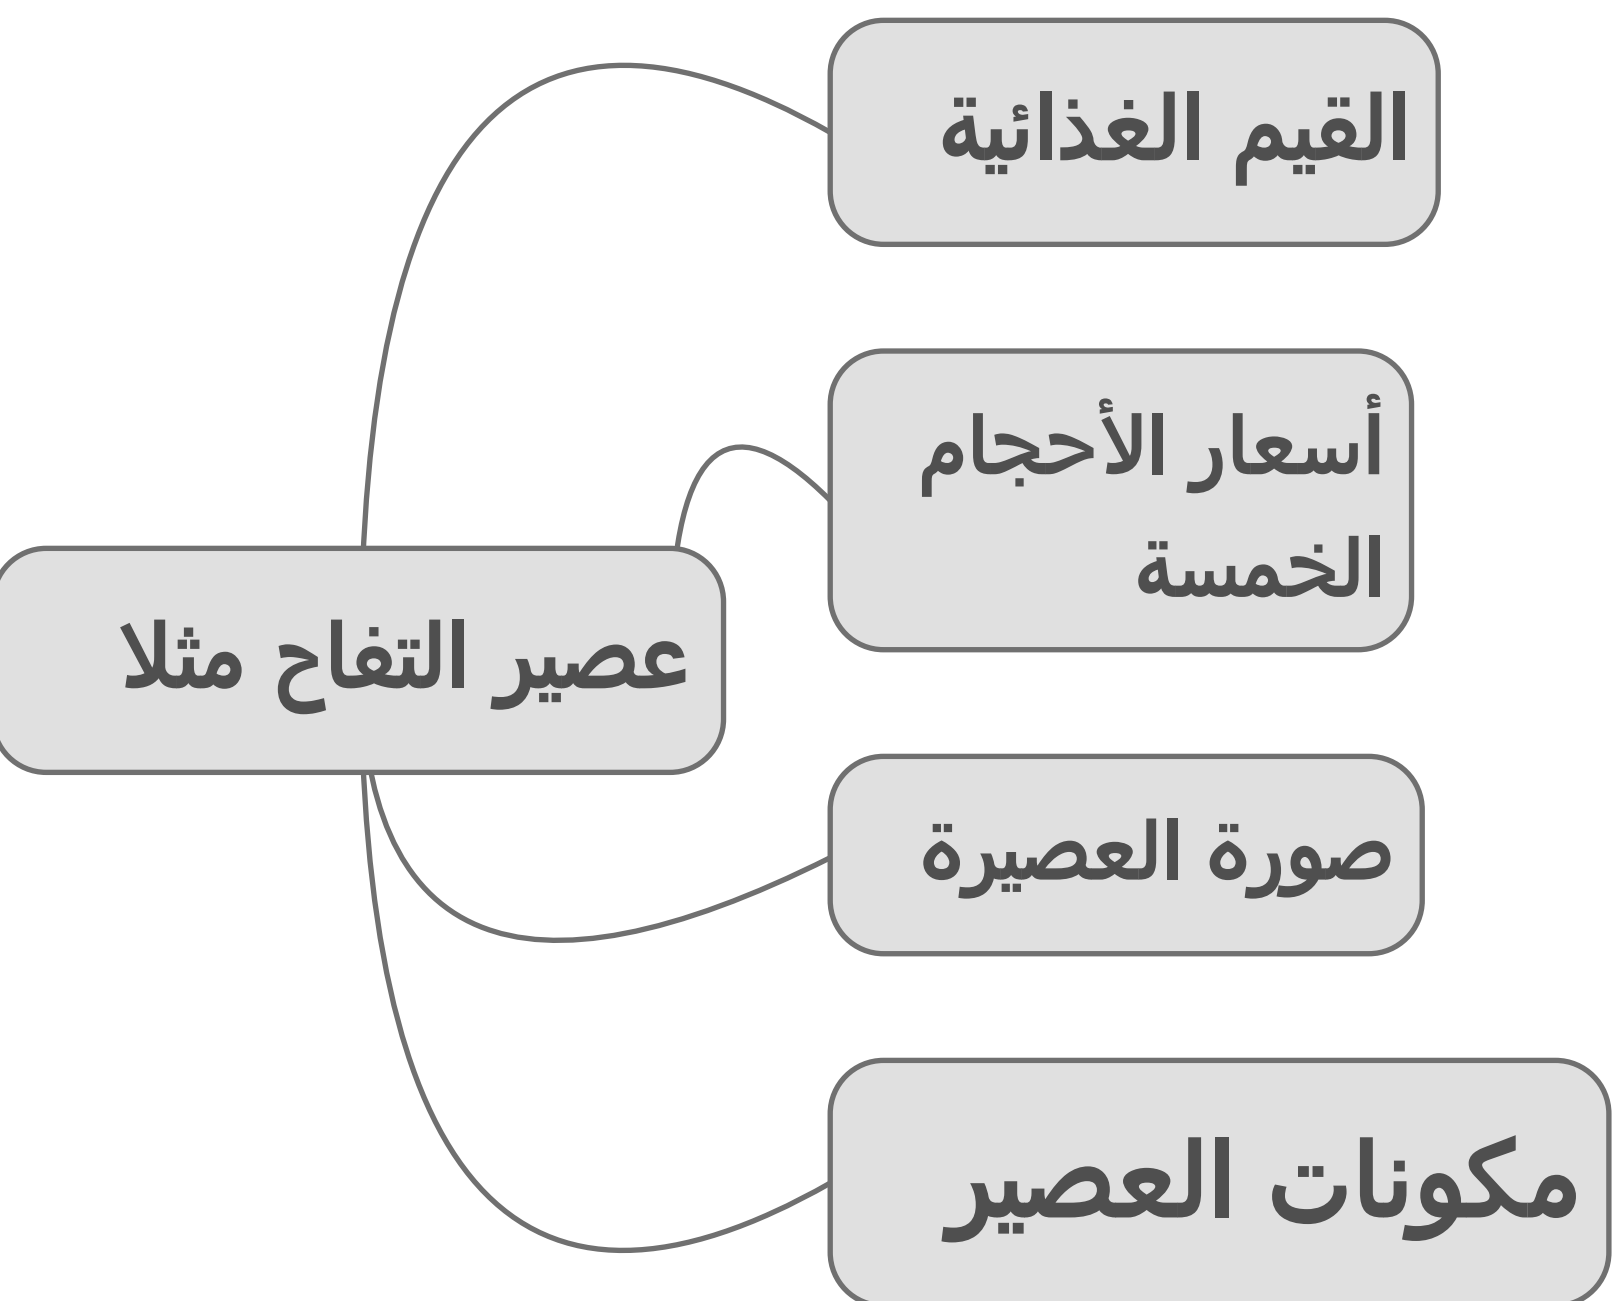 القيم الغذائية
أسعار الأحجام
الخمسة
عصير التفاح مثلا
صورة العصيرة
مكونات العصير